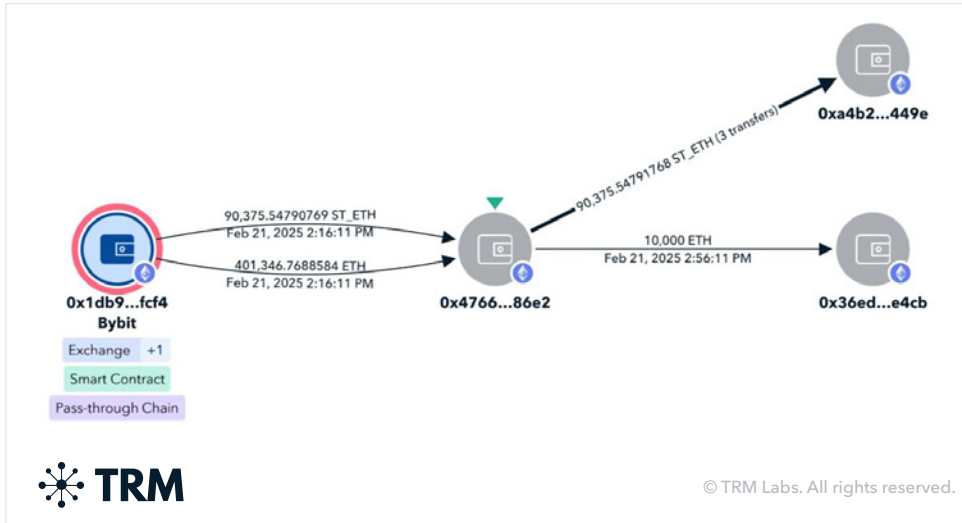 0xa4b2...449e
90,375.54791768 ST_ETH (3 transfers)
90,375.54790769 ST_ETH
Feb 21, 2025 2:16:11 PM
401,346.7688584 ETH
Feb 21, 2025 2:16:11 PM
10,000 ETH
Feb 21, 2025 2:56:11 PM
0x1db9...fcf4
Bybit
0x4766...86e2
0x36ed...e4cb
Exchange +1
Smart Contract
Pass-through Chain
TRM
© TRM Labs. All rights reserved.